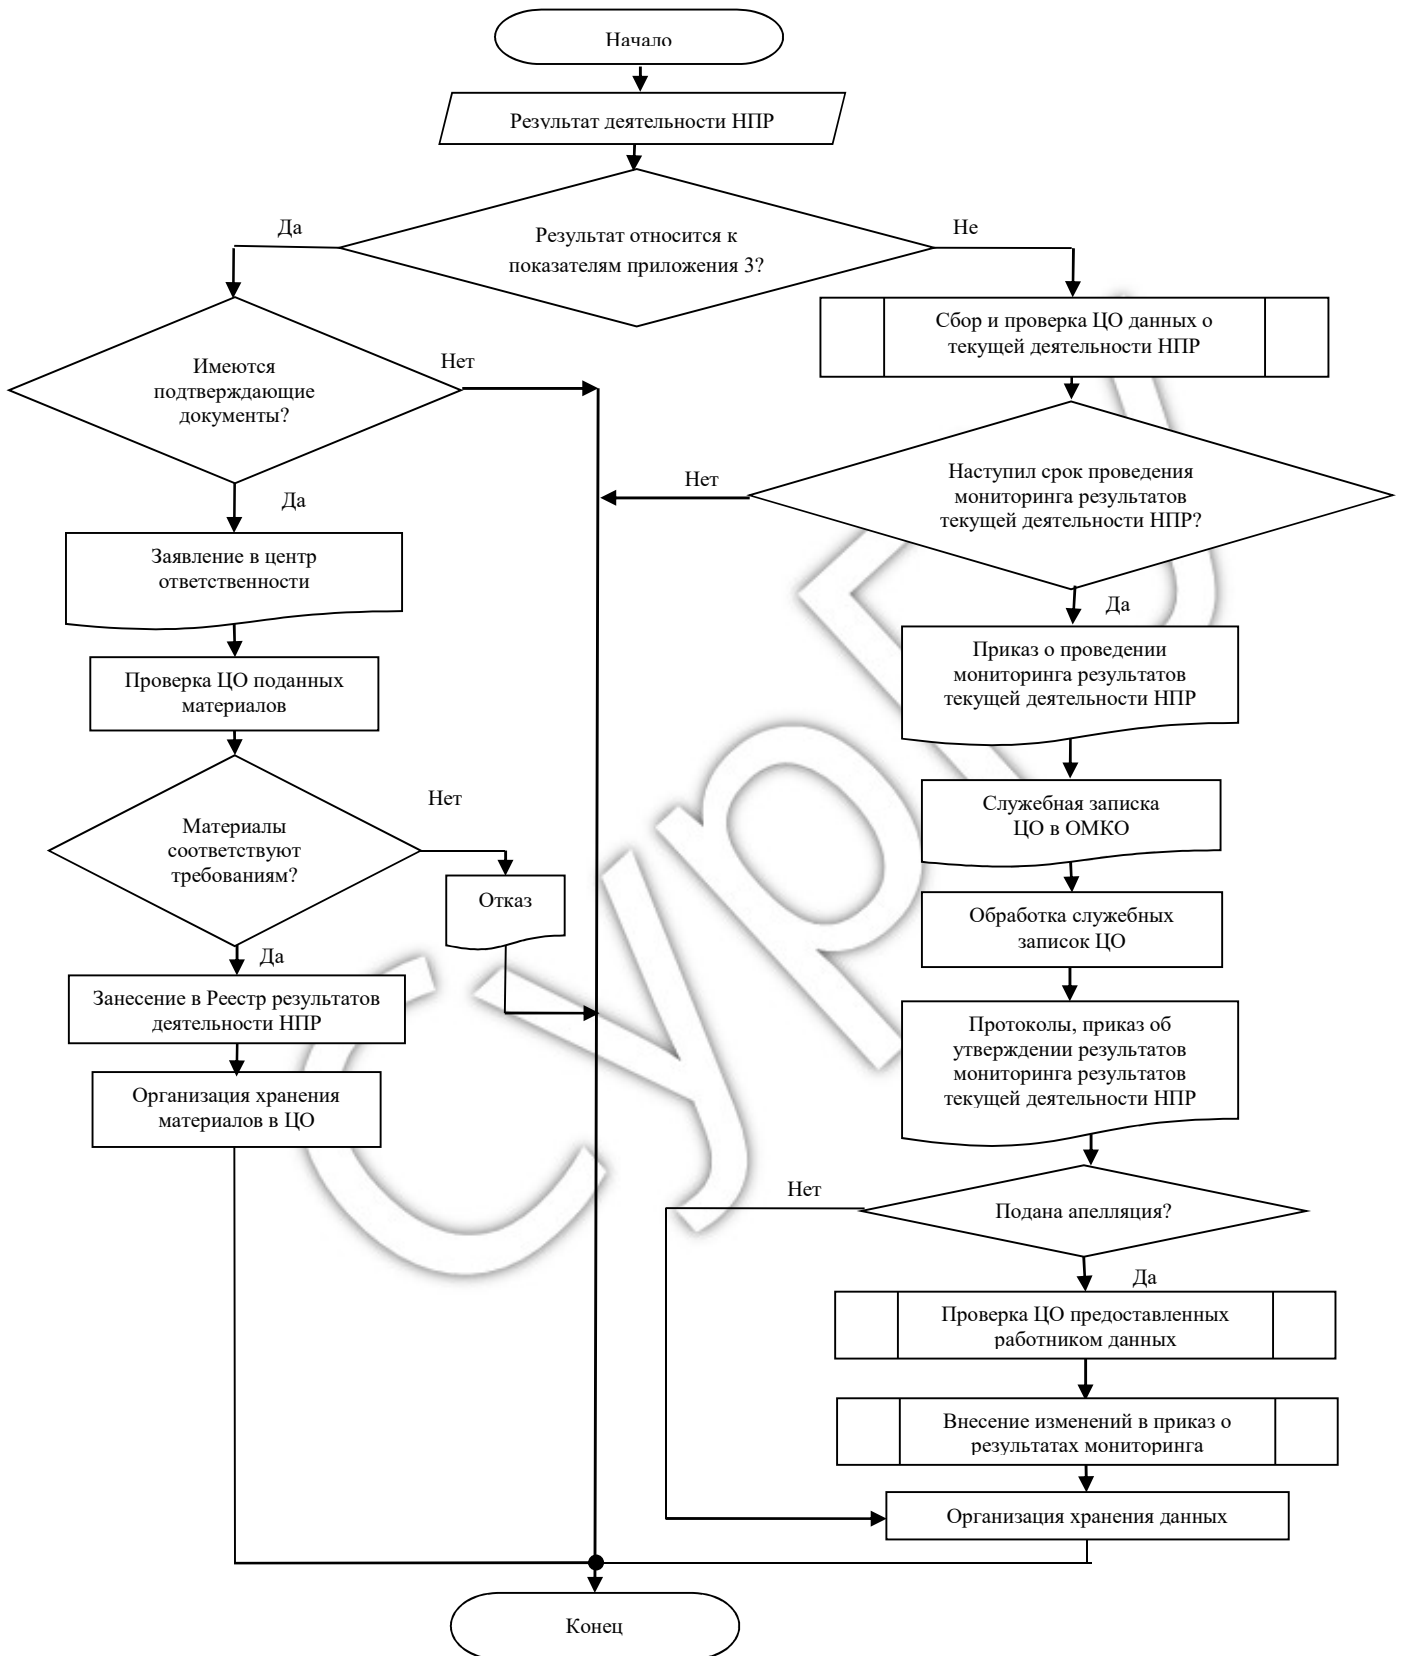 Начало
Результат деятельности НПР
Результат относится к
показателям приложения 3?
Да
Не
Имеются
подтверждающие
документы?
Нет
Да
Заявление в центр
ответственности
Проверка ЦО поданных
материалов
Материалы
соответствуют
требованиям?
Нет
Отказ
Да
Занесение в Реестр результатов
деятельности НПР
Организация хранения
материалов в ЦО
Сбор и проверка ЦО данных о
текущей деятельности НПР
Наступил срок проведения
мониторинга результатов
текущей деятельности НПР?
Нет
Да
Приказ о проведении
мониторинга результатов
текущей деятельности НПР
Служебная записка
ЦО в ОМКО
Обработка служебных
записок ЦО
Протоколы, приказ об
утверждении результатов
мониторинга результатов
текущей деятельности НПР
Подана апелляция?
Нет
Да
Проверка ЦО предоставленных
работником данных
Внесение изменений в приказ о
результатах мониторинга
Организация хранения данных
Конец